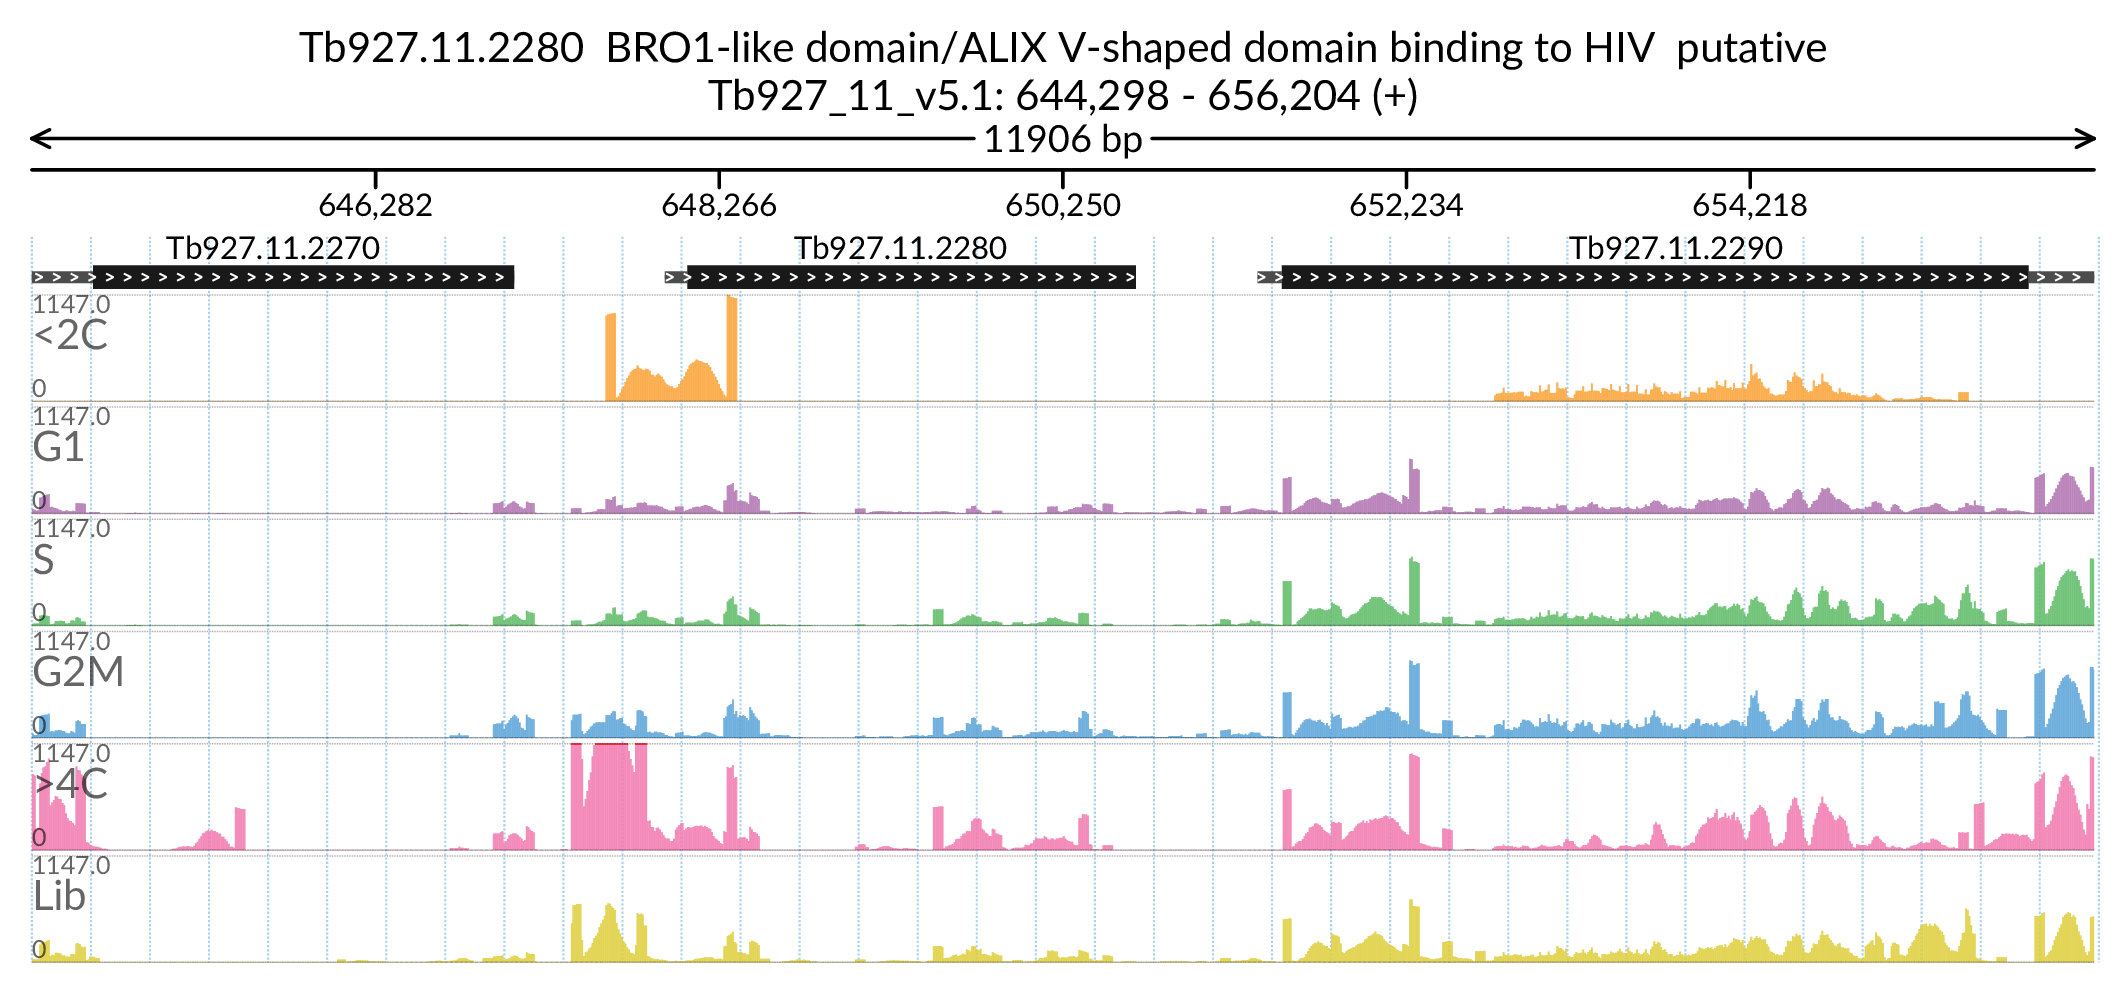 Tb927.11.2280  BRO1-like domain/ALIX V-shaped domain binding to HIV  putative
Tb927_11_v5.1: 644,298 - 656,204 (+)
11906 bp
646,282 648,266 650,250 652,234 654,218
Tb927.11.2270 Tb927.11.2280 Tb927.11.2290
1147.0
<2C
0
1147.0
G1
0
1147.0
S
0
1147.0
G2M
0
1147.0
>4C
0
1147.0
Lib
0